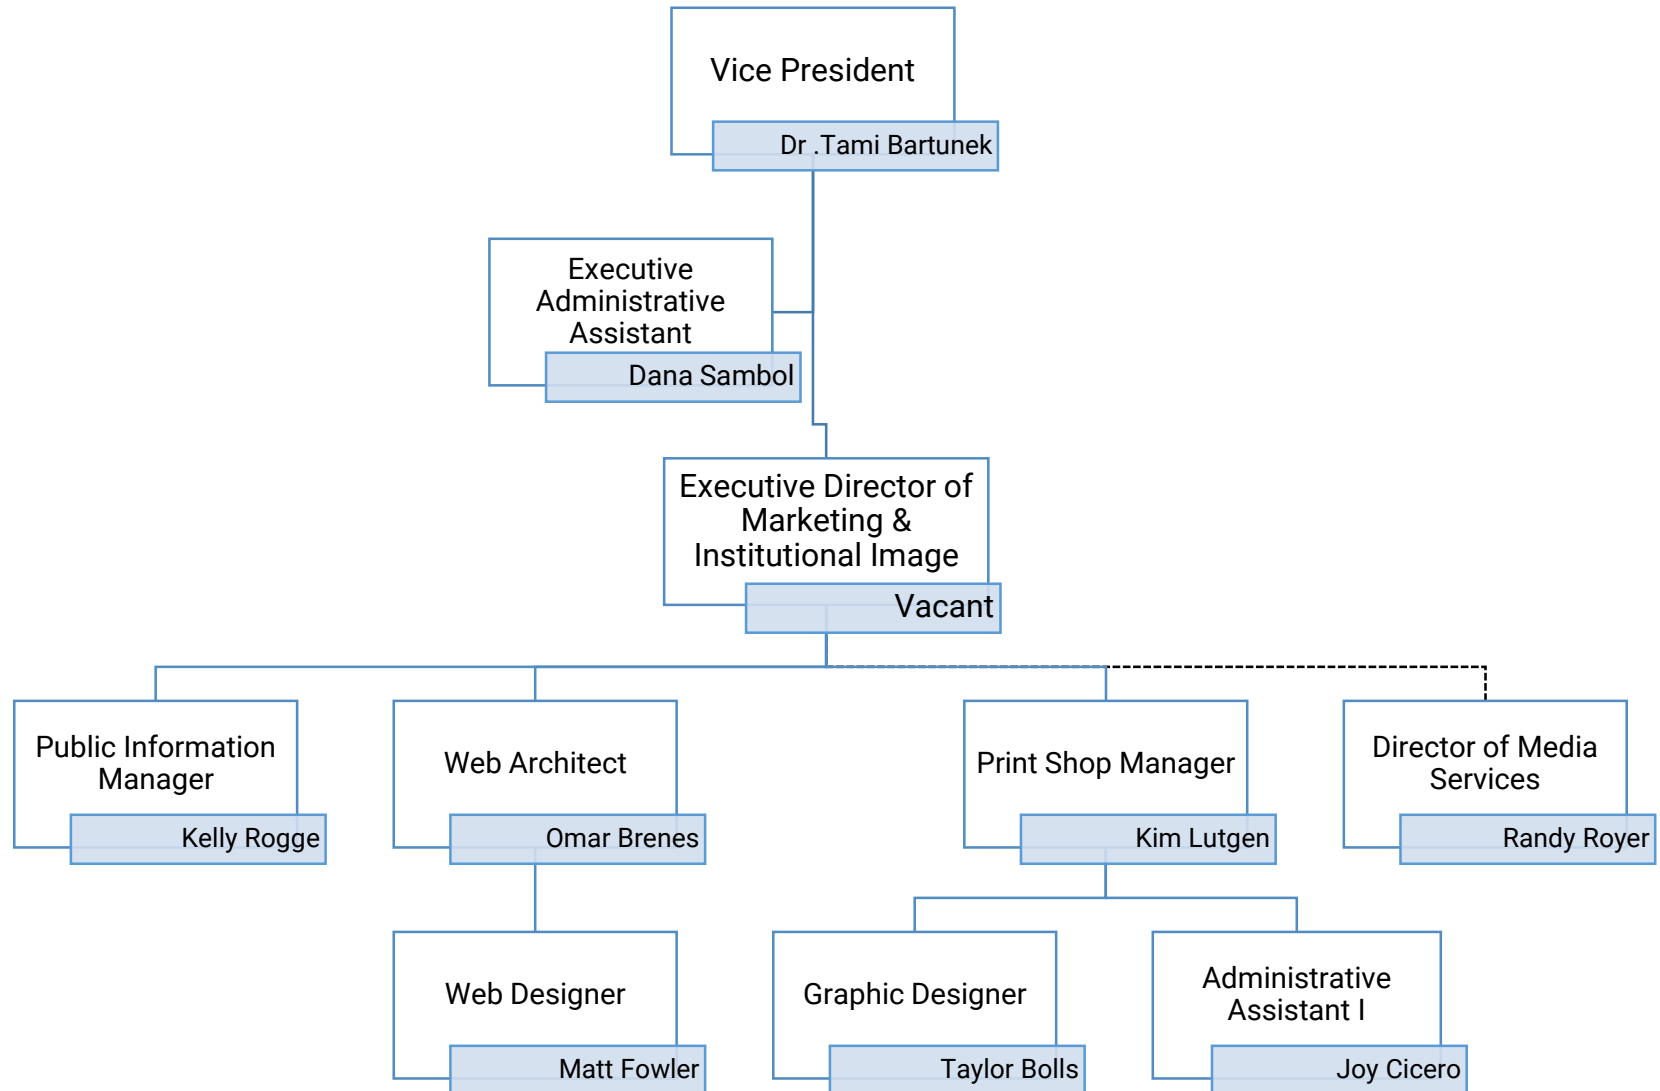 Vice President
Dr .Tami Bartunek
Executive
Administrative
Assistant
Dana Sambol
Executive Director of
Marketing &
Institutional Image
Vacant
Public Information
Manager
Kelly Rogge
Web Architect
Omar Brenes
Print Shop Manager
Kim Lutgen
Director of Media
Services
Randy Royer
Web Designer
Matt Fowler
Graphic Designer
Taylor Bolls
Administrative
Assistant I
Joy Cicero